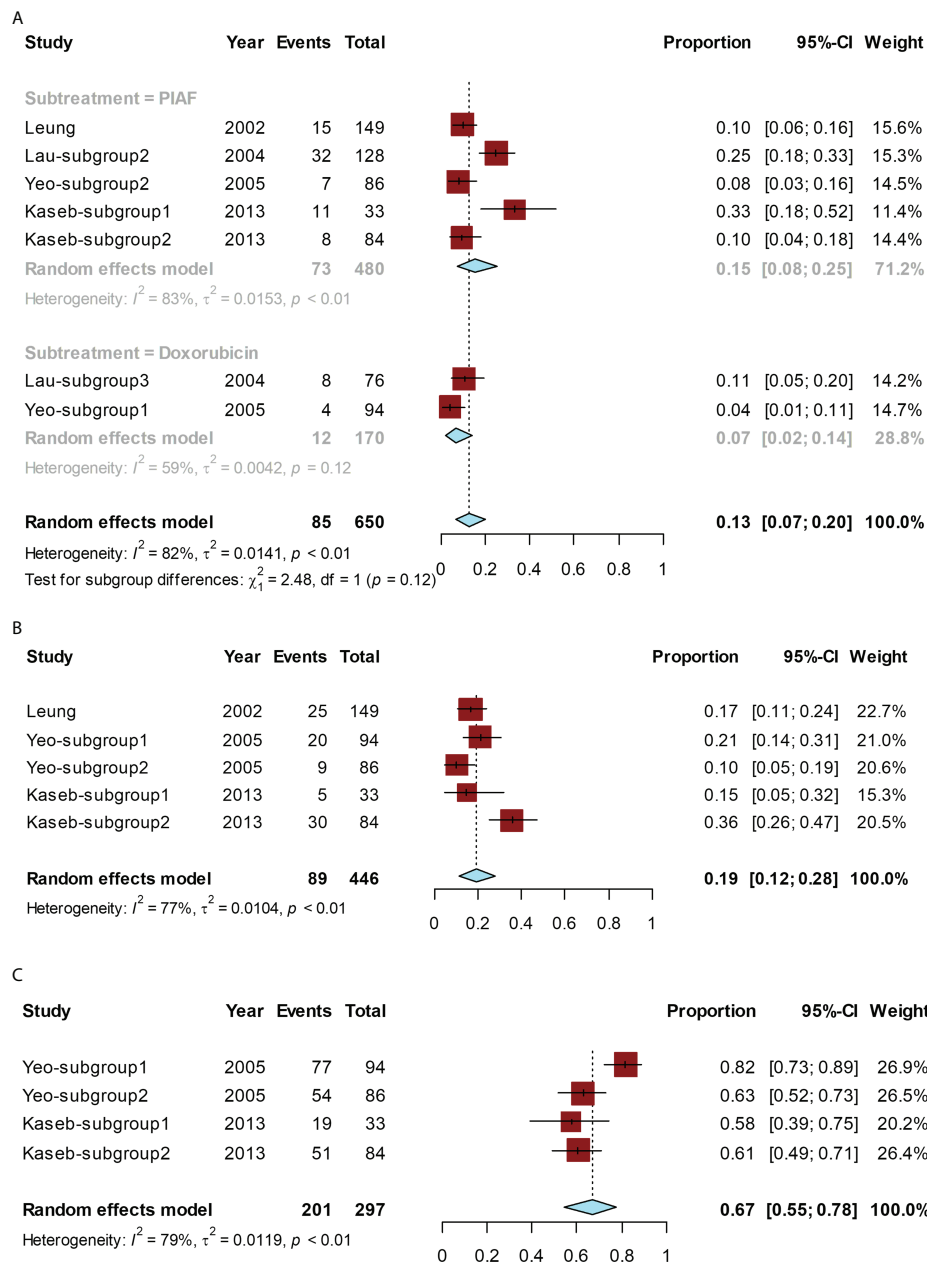 A
Study Year Events Total Proportion 95%-CI Weight
Subtreatment = PIAF
Leung 2002 15 149 0.10 [0.06; 0.16] 15.6%
Lau-subgroup2 2004 32 128 0.25 [0.18; 0.33] 15.3%
Yeo-subgroup2 2005 7 86 0.08 [0.03; 0.16] 14.5%
Kaseb-subgroup1 2013 11 33 0.33 [0.18; 0.52] 11.4%
Kaseb-subgroup2 2013 8 84 0.10 [0.04; 0.18] 14.4%
Random effects model 73 480 0.15 [0.08; 0.25] 71.2%
Heterogeneity: I² = 83%, τ² = 0.0153, p < 0.01
Subtreatment = Doxorubicin
Lau-subgroup3 2004 8 76 0.11 [0.05; 0.20] 14.2%
Yeo-subgroup1 2005 4 94 0.04 [0.01; 0.11] 14.7%
Random effects model 12 170 0.07 [0.02; 0.14] 28.8%
Heterogeneity: I² = 59%, τ² = 0.0042, p = 0.12
Random effects model 85 650 0.13 [0.07; 0.20] 100.0%
Heterogeneity: I² = 82%, τ² = 0.0141, p < 0.01
0 0.2 0.4 0.6 0.8 1
Test for subgroup differences: χ²₁ = 2.48, df = 1 (p = 0.12)
B
Study Year Events Total Proportion 95%-CI Weight
Leung 2002 25 149 0.17 [0.11; 0.24] 22.7%
Yeo-subgroup1 2005 20 94 0.21 [0.14; 0.31] 21.0%
Yeo-subgroup2 2005 9 86 0.10 [0.05; 0.19] 20.6%
Kaseb-subgroup1 2013 5 33 0.15 [0.05; 0.32] 15.3%
Kaseb-subgroup2 2013 30 84 0.36 [0.26; 0.47] 20.5%
Random effects model 89 446 0.19 [0.12; 0.28] 100.0%
Heterogeneity: I² = 77%, τ² = 0.0104, p < 0.01
0 0.2 0.4 0.6 0.8 1
C
Study Year Events Total Proportion 95%-CI Weight
Yeo-subgroup1 2005 77 94 0.82 [0.73; 0.89] 26.9%
Yeo-subgroup2 2005 54 86 0.63 [0.52; 0.73] 26.5%
Kaseb-subgroup1 2013 19 33 0.58 [0.39; 0.75] 20.2%
Kaseb-subgroup2 2013 51 84 0.61 [0.49; 0.71] 26.4%
Random effects model 201 297 0.67 [0.55; 0.78] 100.0%
Heterogeneity: I² = 79%, τ² = 0.0119, p < 0.01
0 0.2 0.4 0.6 0.8 1